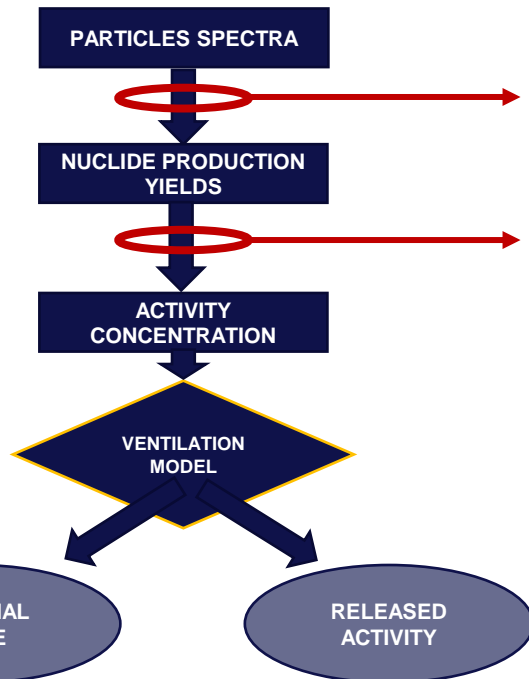 PARTICLES SPECTRA
NUCLIDE PRODUCTION
YIELDS
ACTIVITY
CONCENTRATION
VENTILATION
MODEL
RELEASED
ACTIVITY